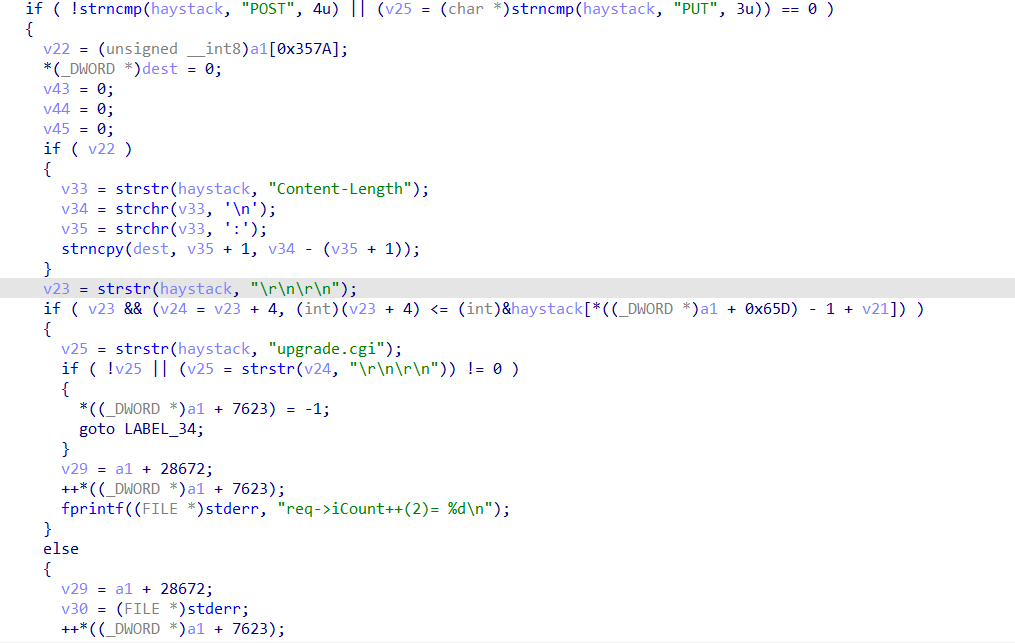 if ( !strncmp(haystack, "POST", 4u) || (v25 = (char *)strncmp(haystack, "PUT", 3u)) == 0 )
{
v22 = (unsigned __int8)a1[0x357A];
*(_DWORD *)dest = 0;
v43 = 0;
v44 = 0;
v45 = 0;
if ( v22 )
{
v33 = strstr(haystack, "Content-Length");
v34 = strchr(v33, '\n');
v35 = strchr(v33, ':');
strncpy(dest, v35 + 1, v34 - (v35 + 1));
}
v23 = strstr(haystack, "\r\n\r\n");
if ( v23 && (v24 = v23 + 4, (int)(v23 + 4) <= (int)&haystack[*((_DWORD *)a1 + 0x65D) - 1 + v21]) )
{
v25 = strstr(haystack, "upgrade.cgi");
if ( !v25 || (v25 = strstr(v24, "\r\n\r\n")) != 0 )
{
*((_DWORD *)a1 + 7623) = -1;
goto LABEL_34;
}
v29 = a1 + 28672;
++*((_DWORD *)a1 + 7623);
fprintf((FILE *)stderr, "req->iCount++(2)= %d\n");
}
else
{
v29 = a1 + 28672;
v30 = (FILE *)stderr;
++*((_DWORD *)a1 + 7623);